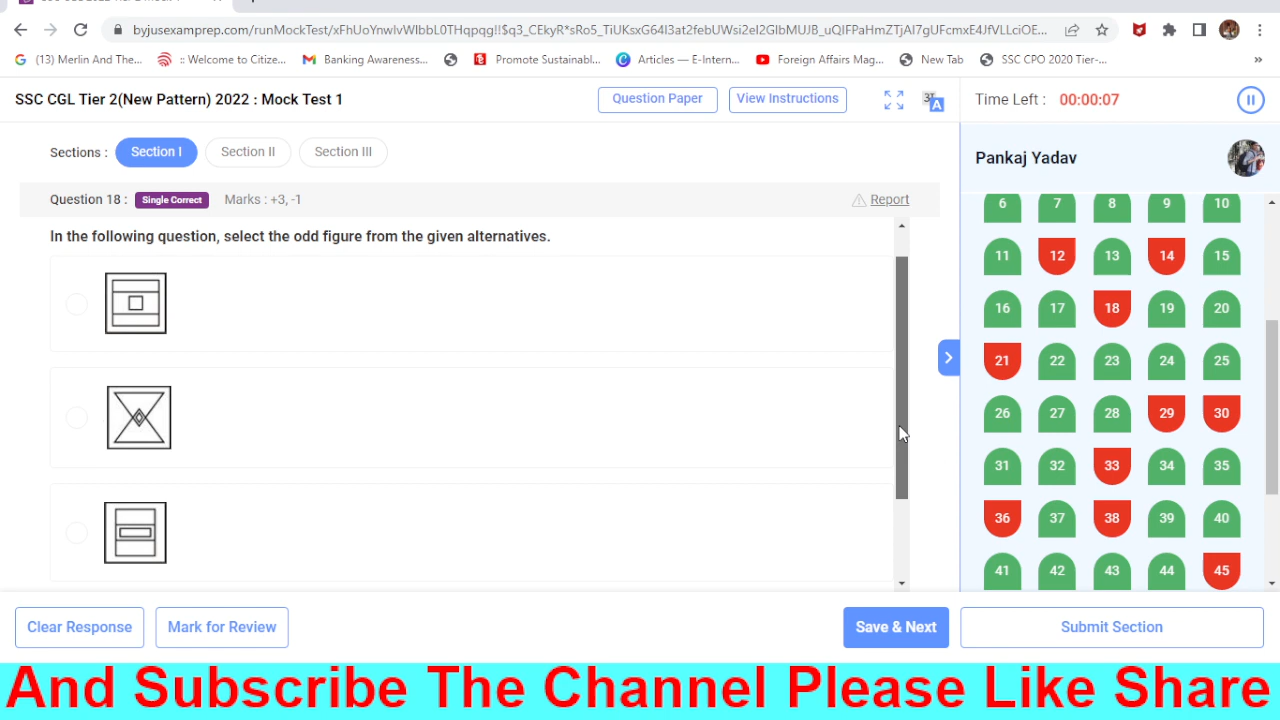 byjusexamprep.com/runMockTest/xFhUoYnwIvWlbbL0THqpqg!!$q3_CEkyR*sRo5_TiUKsxG64I3at2febUWsi2eI2GIbMUJB_uQIFPaHmZTjAI7gUFcmxE4JfVLLciOE...
(13) Merlin And The...
:: Welcome to Citize...
Banking Awareness...
Promote Sustainabl...
Articles — E-Intern...
Foreign Affairs Mag...
New Tab
SSC CPO 2020 Tier-...
»
SSC CGL Tier 2(New Pattern) 2022 : Mock Test 1
Question Paper
View Instructions
Time Left : 00:00:07
Sections : Section I Section II Section III
Pankaj Yadav
Question 18 : Single Correct Marks : +3, -1
Report
In the following question, select the odd figure from the given alternatives.
6 7 8 9 10
11 12 13 14 15
16 17 18 19 20
21 22 23 24 25
26 27 28 29 30
31 32 33 34 35
36 37 38 39 40
41 42 43 44 45
Clear Response
Mark for Review
Save & Next
Submit Section
And Subscribe The Channel Please Like Share